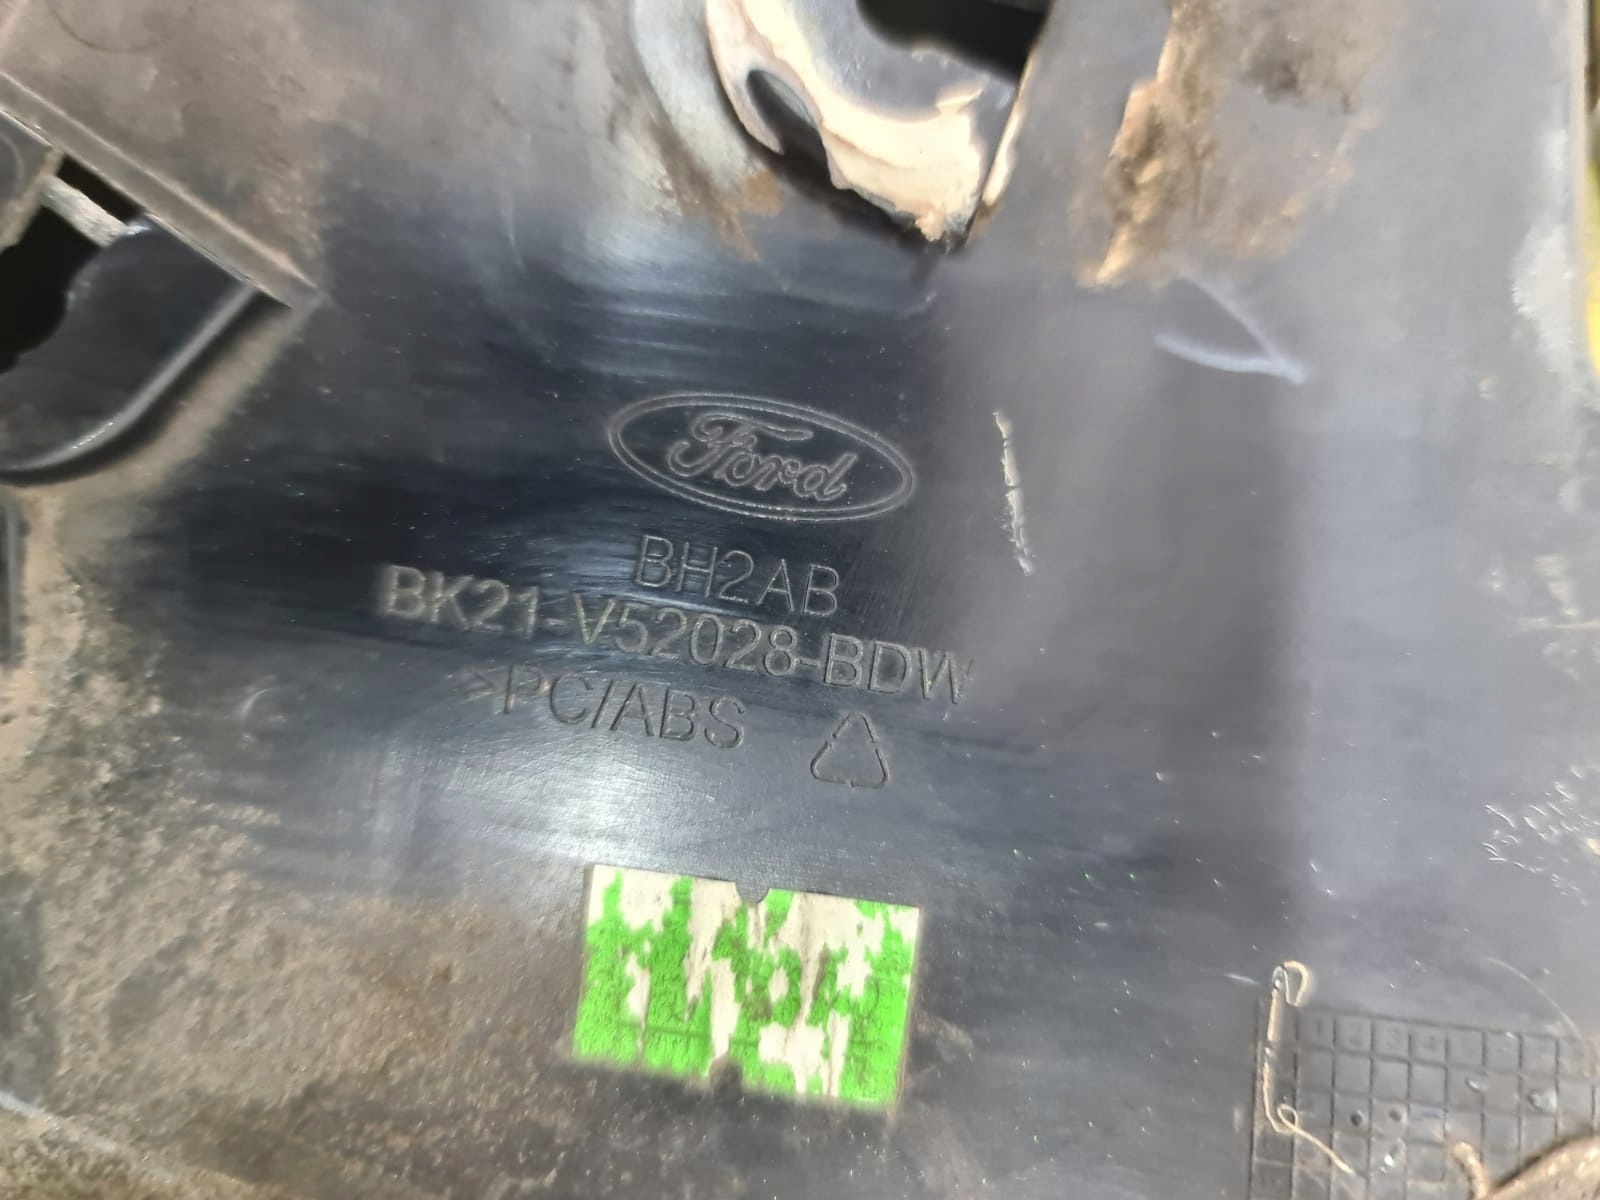 Ford
BH2AB
BK21-V52028-BDW
>PC/ABS